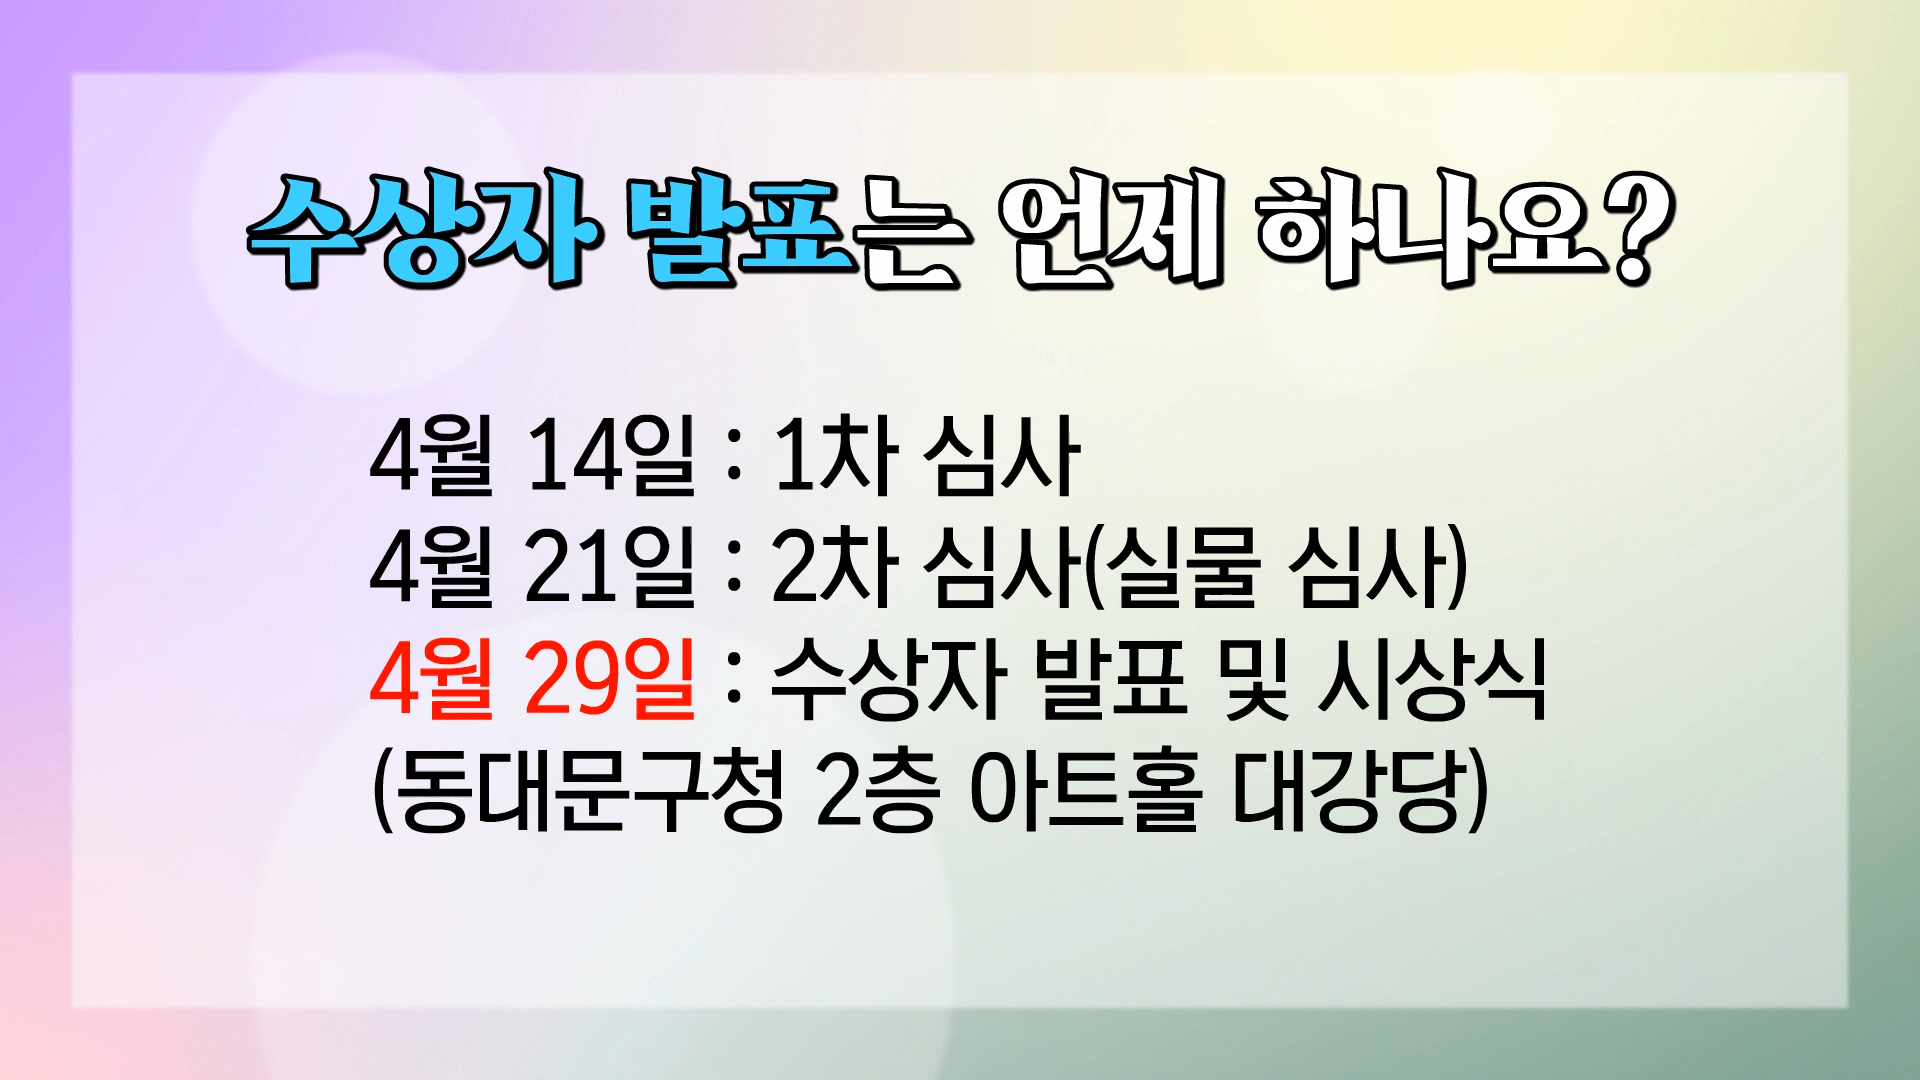 수상자 발표는 언제 하나요?
4월 14일 : 1차 심사
4월 21일 : 2차 심사(실물 심사)
4월 29일 : 수상자 발표 및 시상식
(동대문구청 2층 아트홀 대강당)